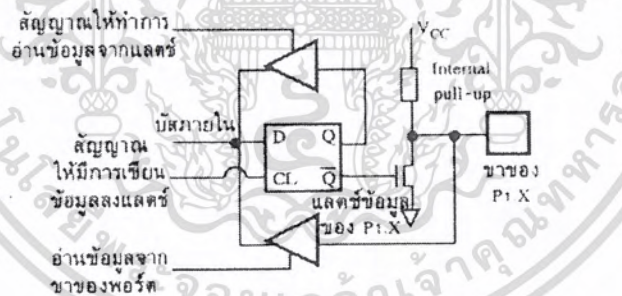 สัญญาณให้ทำการ
อ่านข้อมูลจากแลตช์
VCC
Internal
pull-up
บัสภายใน
D Q
CL Q̅
สัญญาณ
ให้มีการเขียน
ข้อมูลลงแลตช์
แลตช์ข้อมูล
ของ P1.X
ขาของ
P1.X
อ่านข้อมูลจาก
ขาของพอร์ต